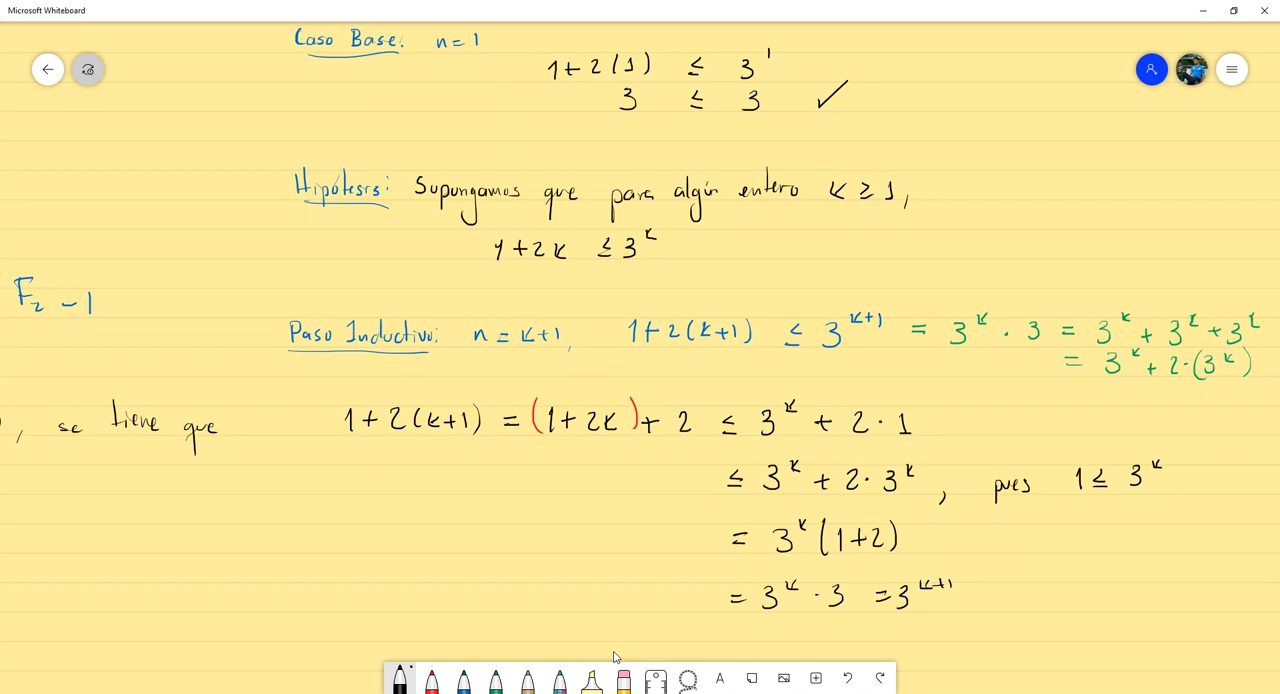 Microsoft Whiteboard
Caso Base: n=1
1+2(1) ≤ 3^1
3 ≤ 3 ✓
Hipótesis: Supongamos que para algún entero k ≥ 1,
1+2k ≤ 3^k
F_2 - 1
Paso Inductivo: n = k+1, 1+2(k+1) ≤ 3^{k+1} = 3^k · 3 = 3^k + 3^k + 3^k
= 3^k + 2·(3^k)
, se tiene que 1+2(k+1) = (1+2k) + 2 ≤ 3^k + 2·1
≤ 3^k + 2·3^k, pues 1 ≤ 3^k
= 3^k (1+2)
= 3^k · 3 = 3^{k+1}
A